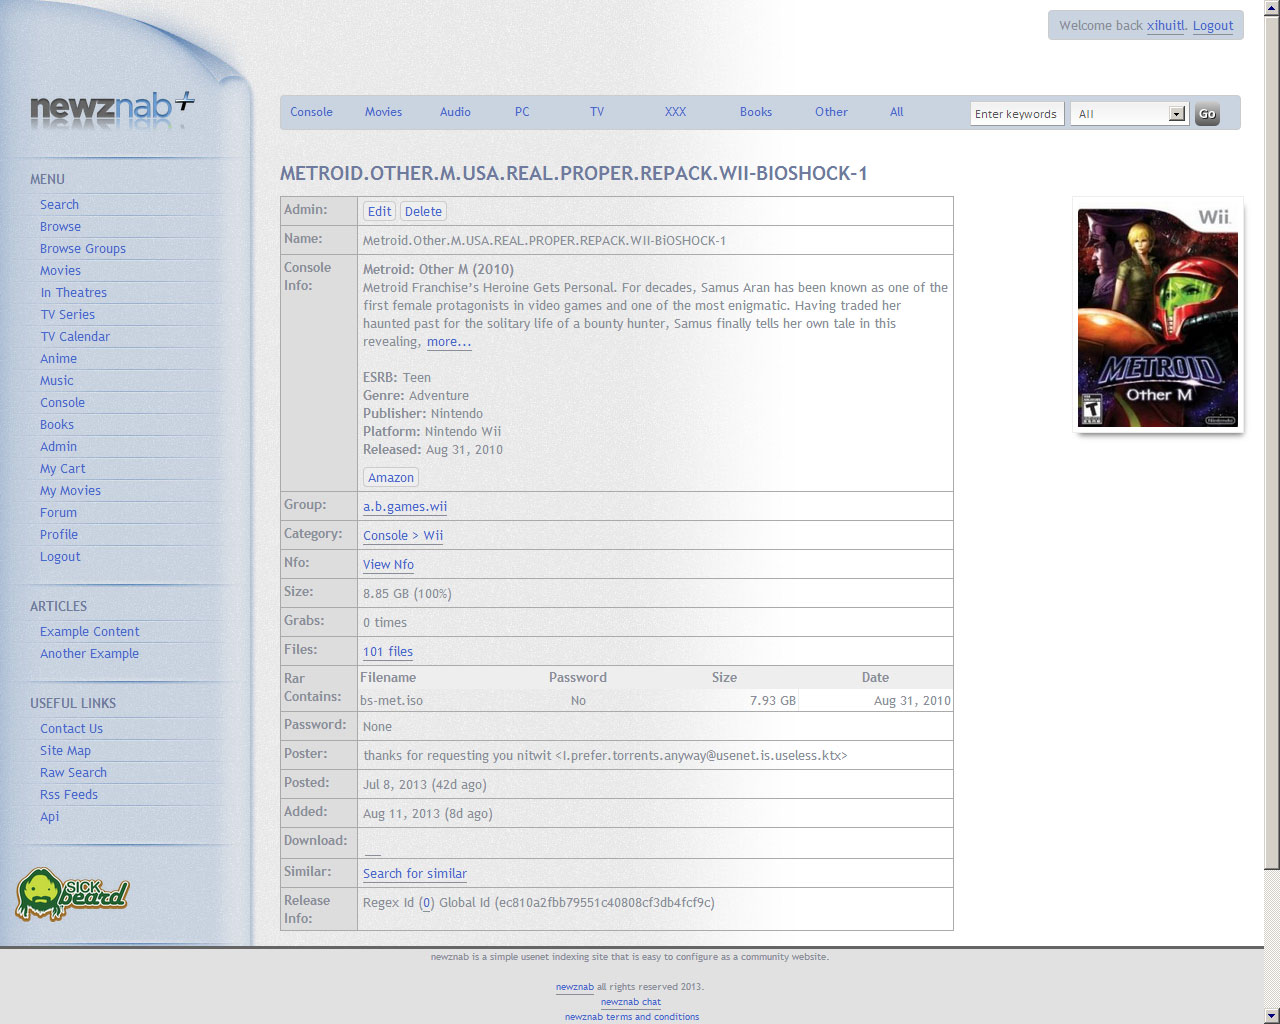 Welcome back xihuitl. Logout
newznab+
Console Movies Audio PC TV XXX Books Other All Enter keywords All Go
MENU
Search
Browse
Browse Groups
Movies
In Theatres
TV Series
TV Calendar
Anime
Music
Console
Books
Admin
My Cart
My Movies
Forum
Profile
Logout
ARTICLES
Example Content
Another Example
USEFUL LINKS
Contact Us
Site Map
Raw Search
Rss Feeds
Api
SICK
beard
METROID.OTHER.M.USA.REAL.PROPER.REPACK.WII-BIOSHOCK-1
Admin: Edit Delete
Name: Metroid.Other.M.USA.REAL.PROPER.REPACK.WII-BiOSHOCK-1
Console Info: Metroid: Other M (2010)
Metroid Franchise's Heroine Gets Personal. For decades, Samus Aran has been known as one of the
first female protagonists in video games and one of the most enigmatic. Having traded her
haunted past for the solitary life of a bounty hunter, Samus finally tells her own tale in this
revealing, more...
ESRB: Teen
Genre: Adventure
Publisher: Nintendo
Platform: Nintendo Wii
Released: Aug 31, 2010
Amazon
Group: a.b.games.wii
Category: Console > Wii
Nfo: View Nfo
Size: 8.85 GB (100%)
Grabs: 0 times
Files: 101 files
Rar Contains: Filename Password Size Date
bs-met.iso No 7.93 GB Aug 31, 2010
Password: None
Poster: thanks for requesting you nitwit <I.prefer.torrents.anyway@usenet.is.useless.ktx>
Posted: Jul 8, 2013 (42d ago)
Added: Aug 11, 2013 (8d ago)
Download:
Similar: Search for similar
Release Info: Regex Id (0) Global Id (ec810a2fbb79551c40808cf3db4fcf9c)
Wii
METROID
Other M
T
Nintendo
newznab is a simple usenet indexing site that is easy to configure as a community website.
newznab all rights reserved 2013.
newznab chat
newznab terms and conditions